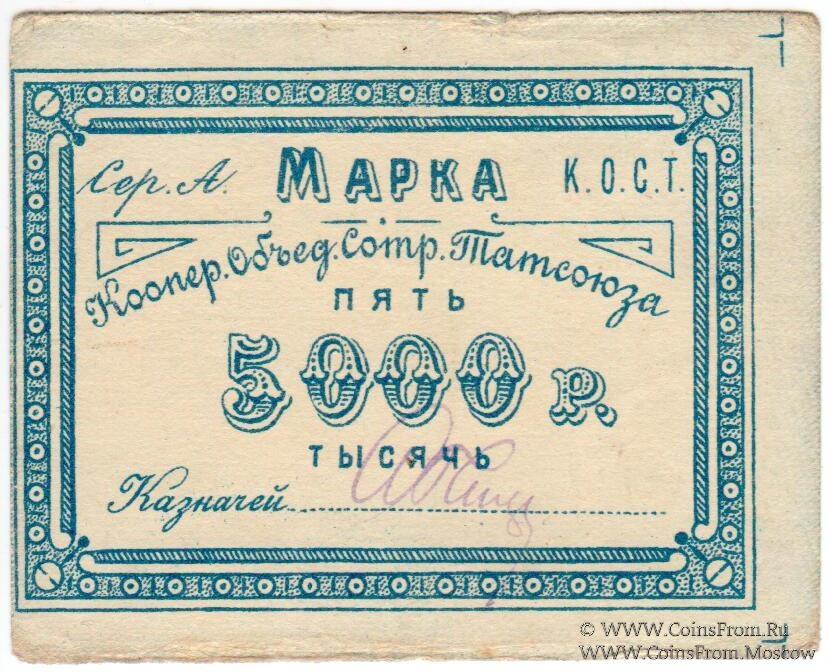 Сер. А. МАРКА К.О.С.Т.
Коопер. Объед. Сотр. Татсоюза
ПЯТЬ
5000 р.
ТЫСЯЧЬ
Казначей
© WWW.CoinsFrom.Ru
WWW.CoinsFrom.Moscow